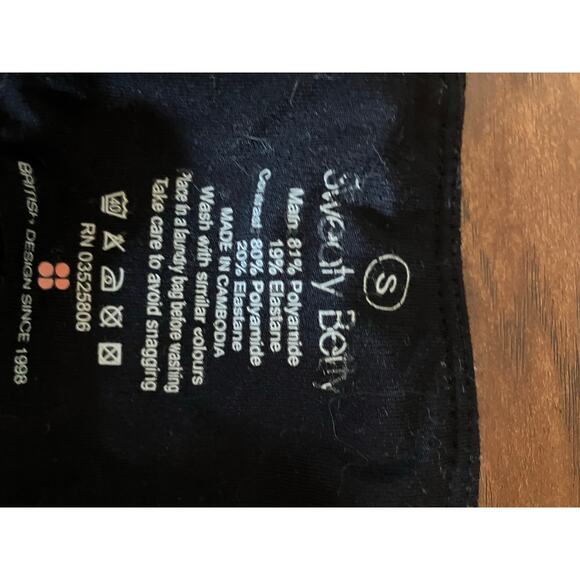 S
Sweaty Betty
Main: 81% Polyamide
19% Elastane
Contrast: 80% Polyamide
20% Elastane
MADE IN CAMBODIA
Wash with similar colours
Place in a laundry bag before washing
Take care to avoid snagging
40
RN 03525806
BRITISH DESIGN SINCE 1998